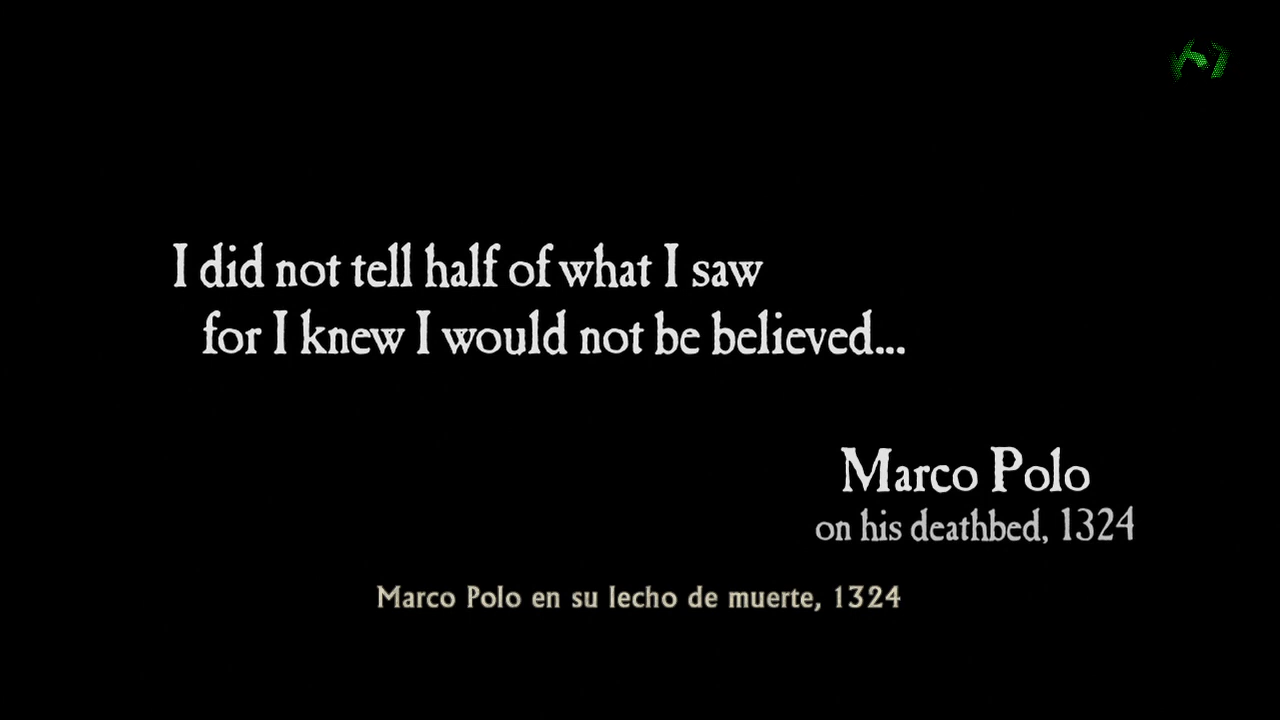 I did not tell half of what I saw
for I knew I would not be believed...
Marco Polo
on his deathbed, 1324
Marco Polo en su lecho de muerte, 1324